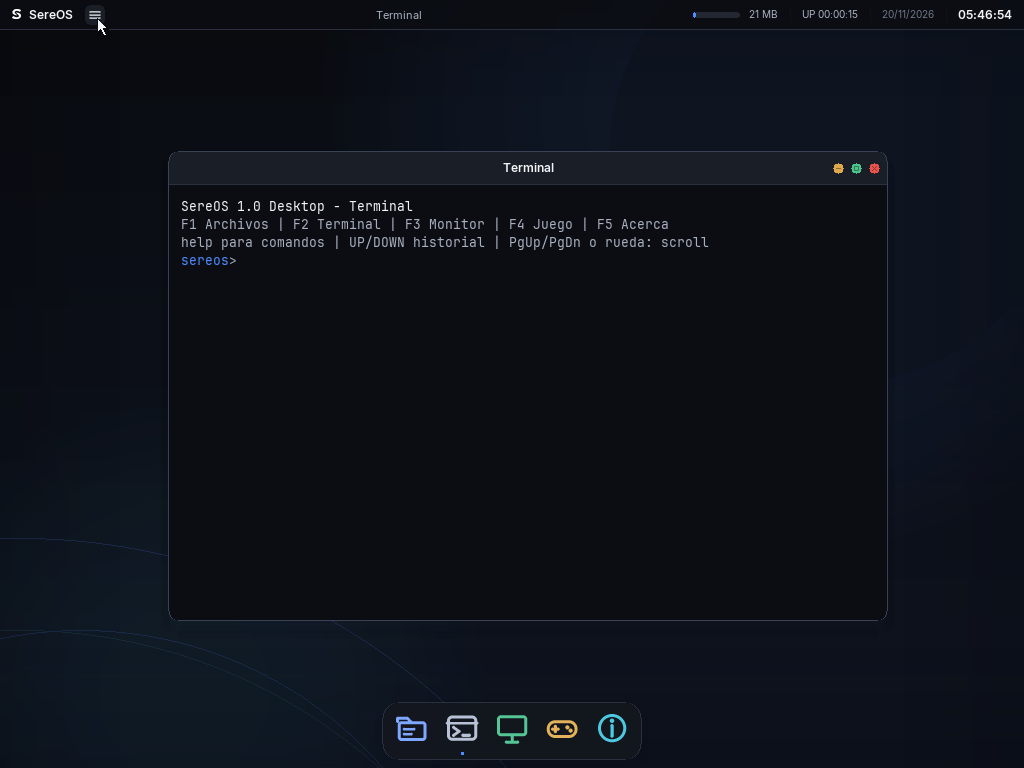 SereOS
Terminal
21 MB
UP 00:00:15
20/11/2026
05:46:54
Terminal
SereOS 1.0 Desktop - Terminal
F1 Archivos | F2 Terminal | F3 Monitor | F4 Juego | F5 Acerca
help para comandos | UP/DOWN historial | PgUp/PgDn o rueda: scroll
sereos>